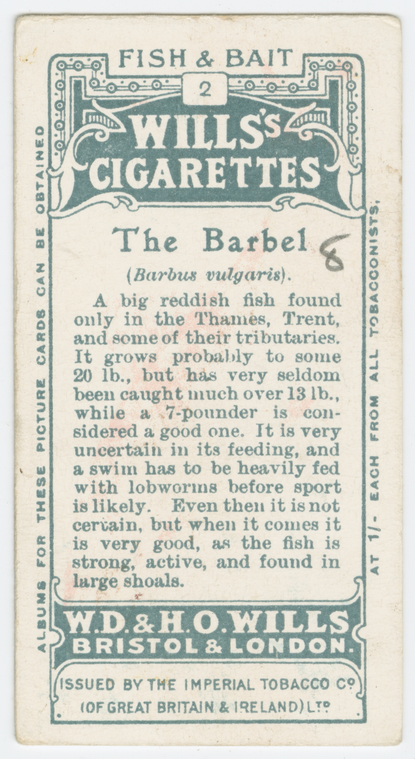 FISH & BAIT
2
WILLS'S
CIGARETTES
The Barbel
8
(Barbus vulgaris).
A big reddish fish found
only in the Thames, Trent,
and some of their tributaries.
It grows probably to some
20 lb., but has very seldom
been caught much over 13 lb.,
while a 7-pounder is con-
sidered a good one. It is very
uncertain in its feeding, and
a swim has to be heavily fed
with lobworms before sport
is likely. Even then it is not
certain, but when it comes it
is very good, as the fish is
strong, active, and found in
large shoals.
W.D. & H.O. WILLS
BRISTOL & LONDON.
ISSUED BY THE IMPERIAL TOBACCO Co
(OF GREAT BRITAIN & IRELAND) LTD
ALBUMS FOR THESE PICTURE CARDS CAN BE OBTAINED
AT 1/- EACH FROM ALL TOBACCONISTS.